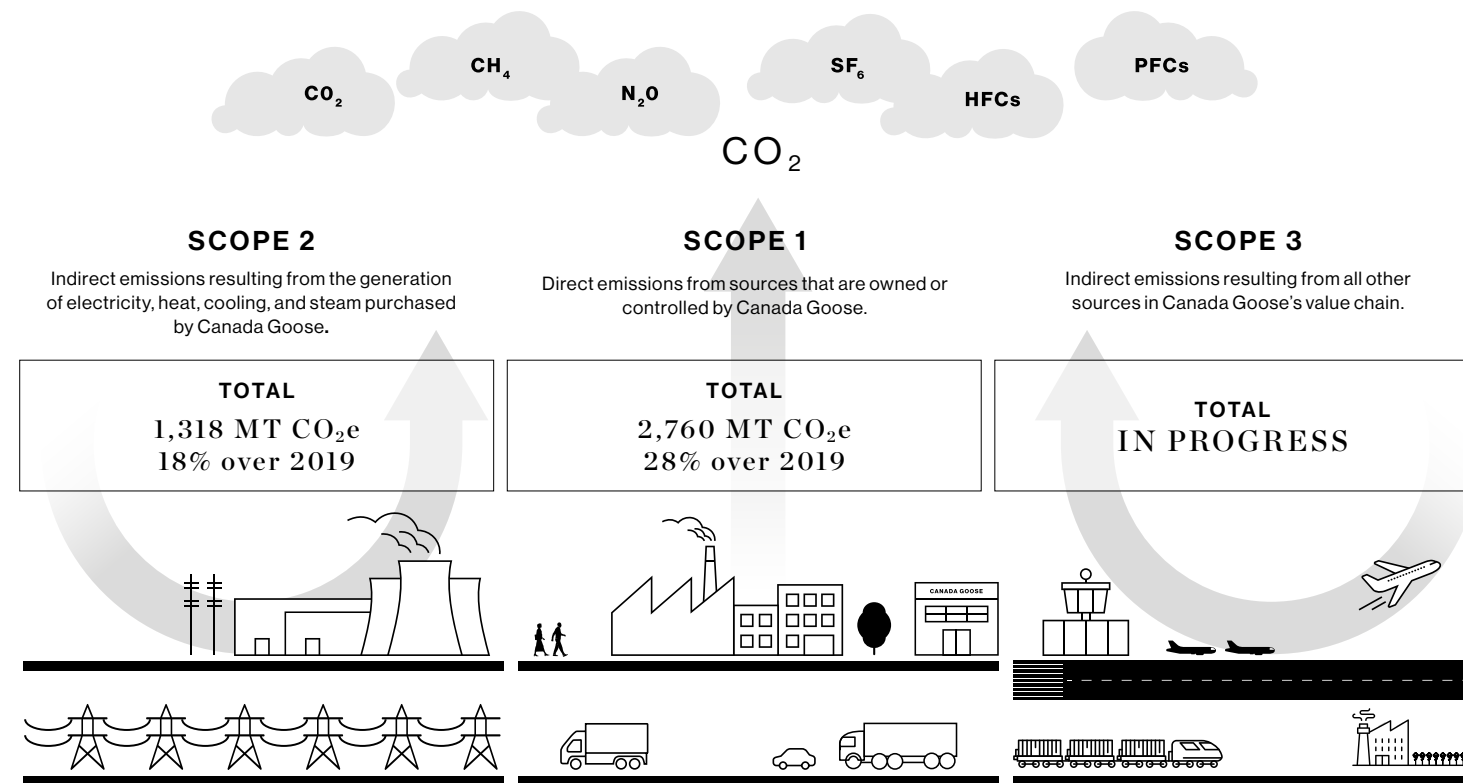 CO₂
CH₄
N₂O
SF₆
HFCs
PFCs
CO₂
SCOPE 2
Indirect emissions resulting from the generation
of electricity, heat, cooling, and steam purchased
by Canada Goose.
TOTAL
1,318 MT CO₂e
18% over 2019
SCOPE 1
Direct emissions from sources that are owned or
controlled by Canada Goose.
TOTAL
2,760 MT CO₂e
28% over 2019
SCOPE 3
Indirect emissions resulting from all other
sources in Canada Goose's value chain.
TOTAL
IN PROGRESS
CANADA GOOSE